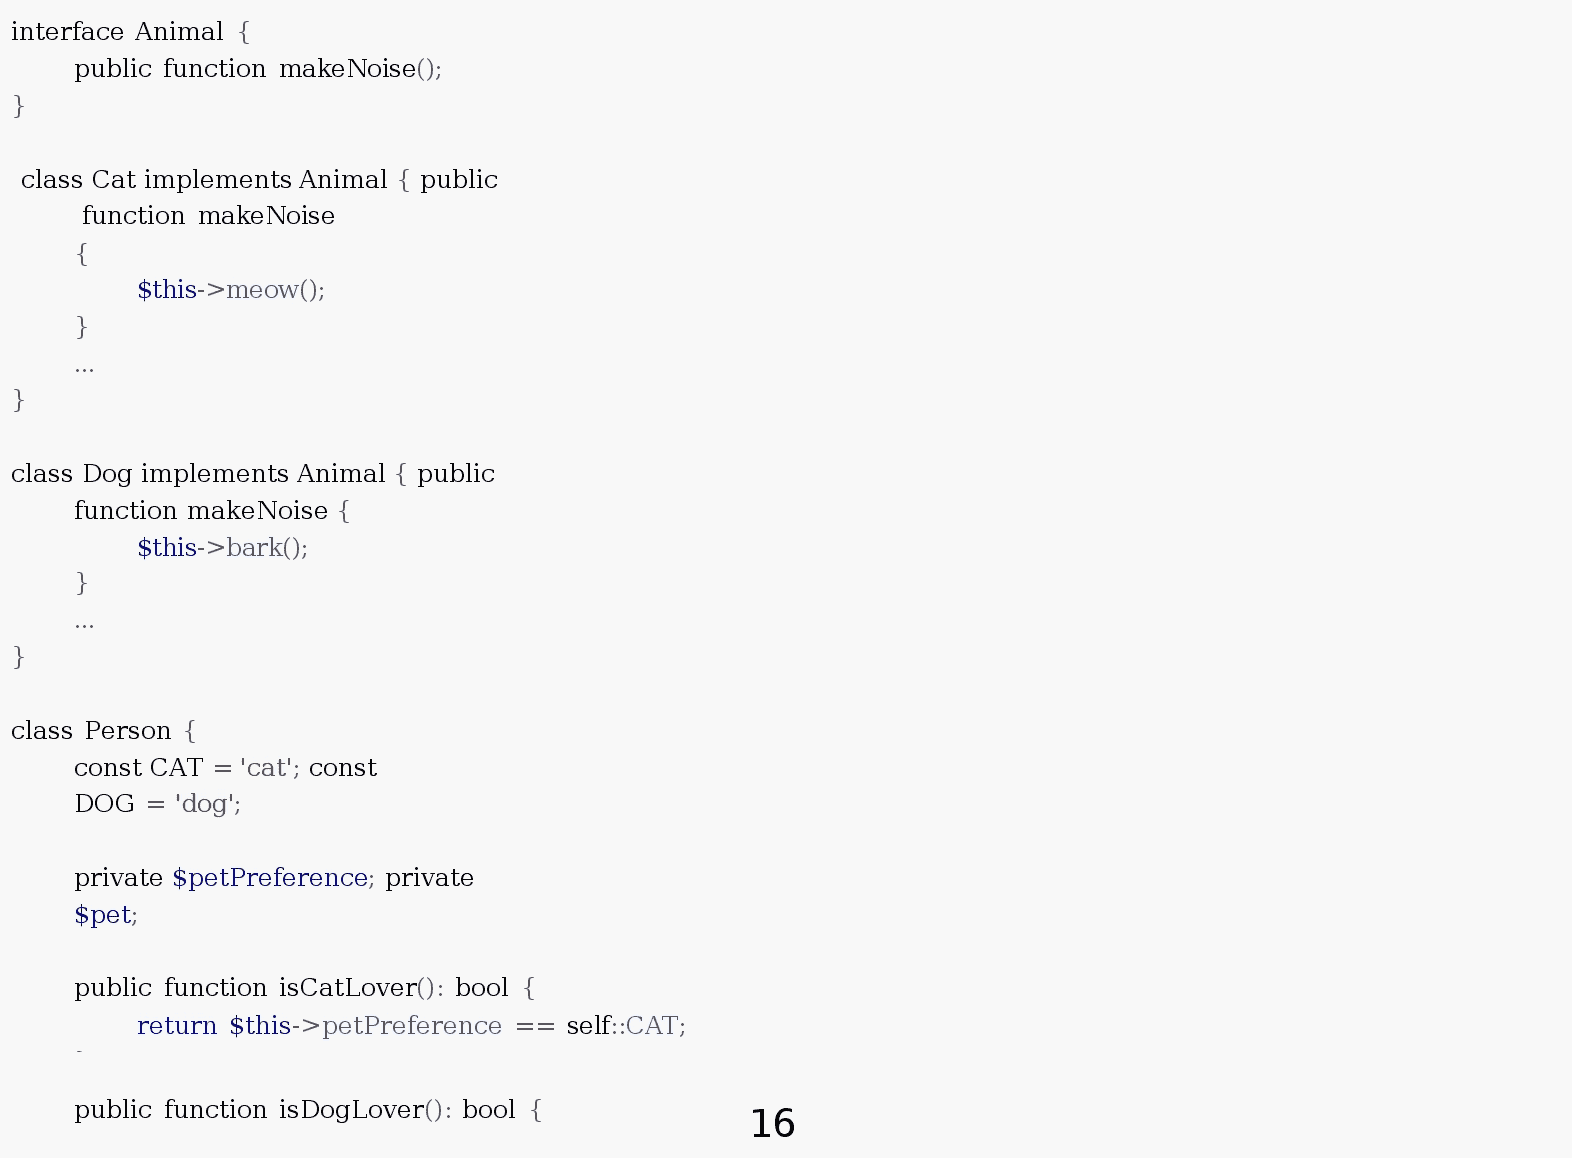 interface Animal {
public function makeNoise();
}
class Cat implements Animal { public
function makeNoise
{
$this->meow();
}
...
}
class Dog implements Animal { public
function makeNoise {
$this->bark();
}
...
}
class Person {
const CAT = 'cat'; const
DOG = 'dog';
private $petPreference; private
$pet;
public function isCatLover(): bool {
return $this->petPreference == self::CAT;
public function isDogLover(): bool {
16